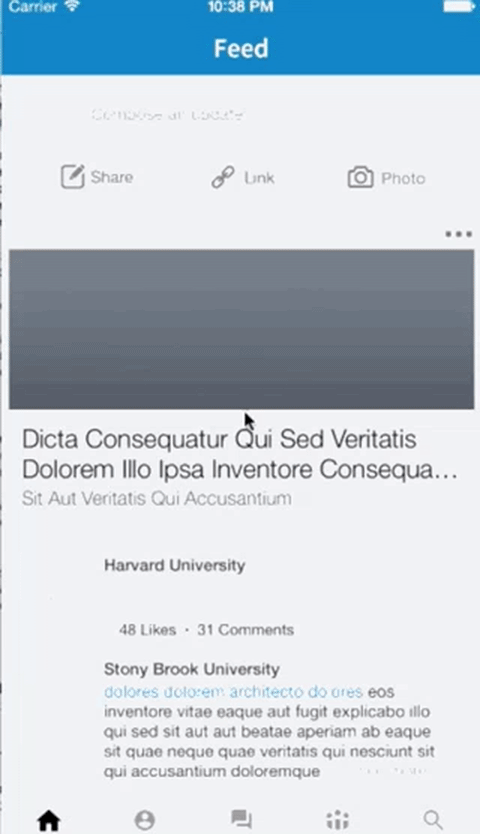 Carrier 10:38 PM
Feed
Compose an update
Share Link Photo
Dicta Consequatur Qui Sed Veritatis
Dolorem Illo Ipsa Inventore Consequa...
Sit Aut Veritatis Qui Accusantium
Harvard University
48 Likes · 31 Comments
Stony Brook University
dolores dolorem architecto do ores eos
inventore vitae eaque aut fugit explicabo illo
qui sed sit aut aut beatae aperiam ab eaque
sit quae neque quae veritatis qui nesciunt sit
qui accusantium doloremque